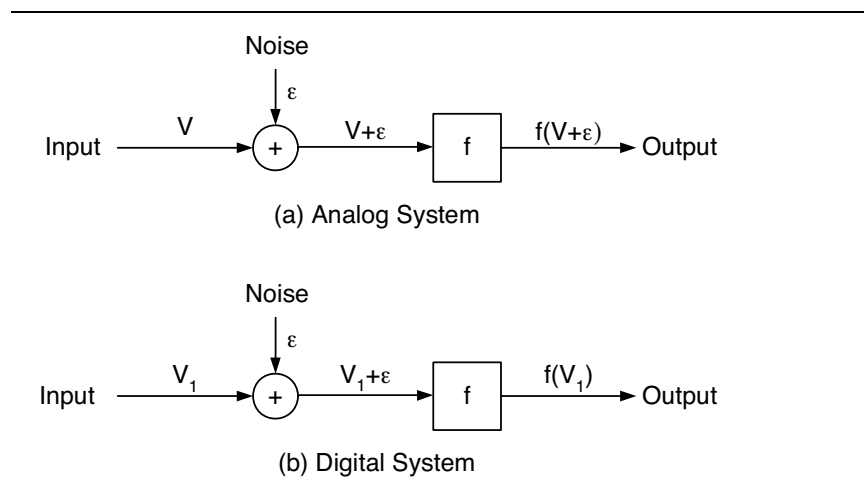 Noise
ε
V
V+ε
f(V+ε)
Input
+
f
Output
(a) Analog System
Noise
ε
V₁
V₁+ε
f(V₁)
Input
+
f
Output
(b) Digital System